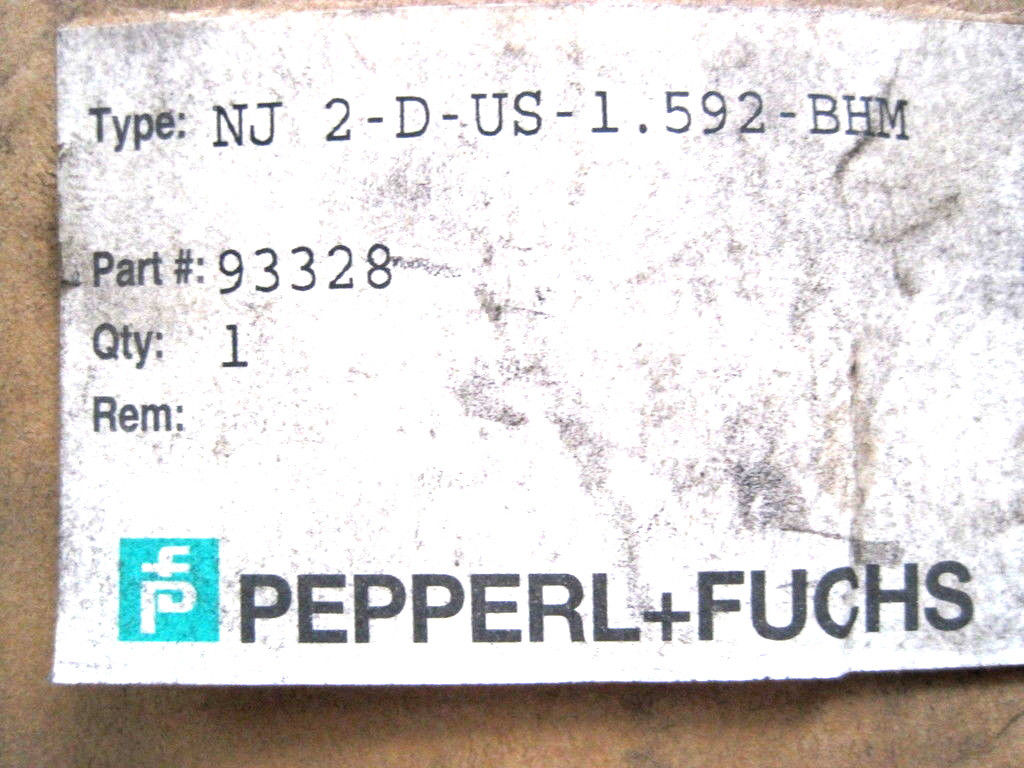 Type: NJ 2-D-US-1.592-BHM
Part #: 93328
Qty: 1
Rem:
PEPPERL+FUCHS